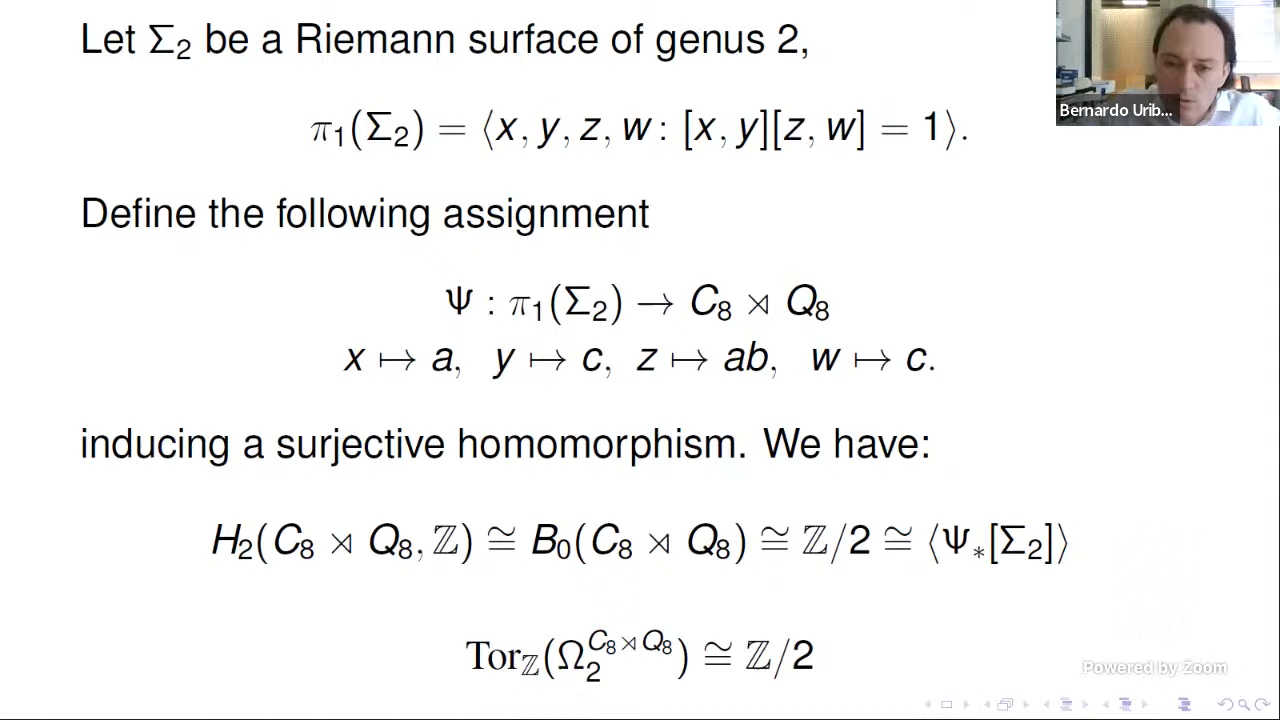 Let Σ₂ be a Riemann surface of genus 2,
Bernardo Urib...
π₁(Σ₂) = ⟨x, y, z, w : [x, y][z, w] = 1⟩.
Define the following assignment
Ψ : π₁(Σ₂) → C₈ ⋊ Q₈
x ↦ a, y ↦ c, z ↦ ab, w ↦ c.
inducing a surjective homomorphism. We have:
H₂(C₈ ⋊ Q₈, ℤ) ≅ B₀(C₈ ⋊ Q₈) ≅ ℤ/2 ≅ ⟨Ψ_*[Σ₂]⟩
Tor_ℤ(Ω₂^{C₈⋊Q₈}) ≅ ℤ/2
Powered by Zoom